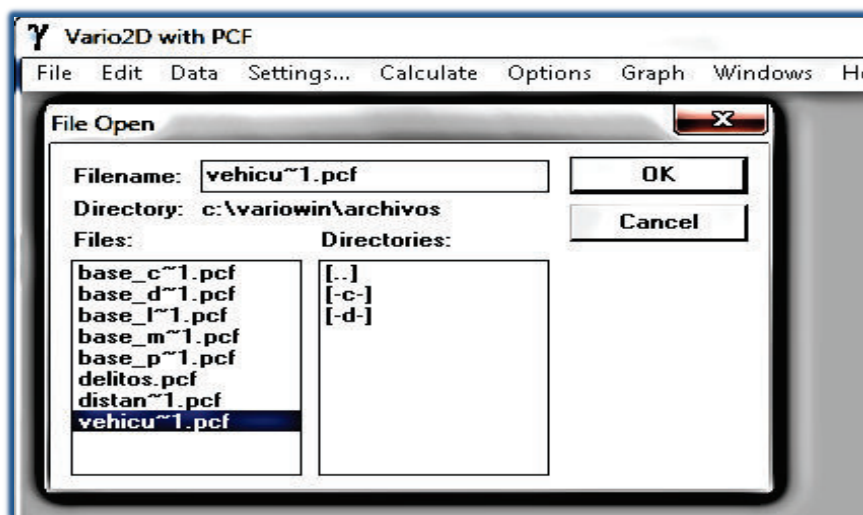 γ Vario2D with PCF
File Edit Data Settings... Calculate Options Graph Windows
File Open
Filename: vehicu~1.pcf OK
Directory: c:\variowin\archivos Cancel
Files: Directories:
base_c~1.pcf [..]
base_d~1.pcf [-c-]
base_l~1.pcf [-d-]
base_m~1.pcf
base_p~1.pcf
delitos.pcf
distan~1.pcf
vehicu~1.pcf